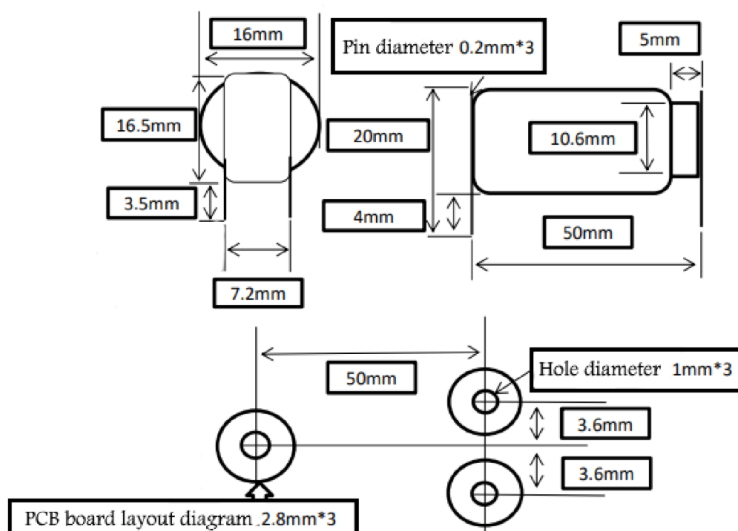 16mm
Pin diameter 0.2mm*3
5mm
16.5mm
20mm
10.6mm
3.5mm
4mm
50mm
7.2mm
50mm
Hole diameter 1mm*3
3.6mm
3.6mm
PCB board layout diagram 2.8mm*3